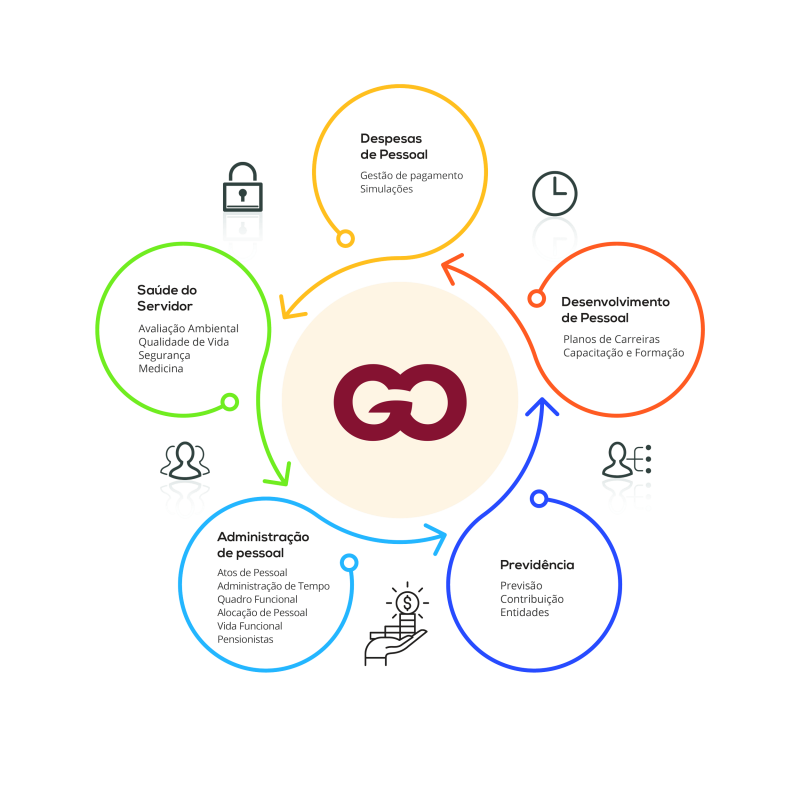 Despesas
de Pessoal
Gestão de pagamento
Simulações
Saúde do
Servidor
Avaliação Ambiental
Qualidade de Vida
Segurança
Medicina
Desenvolvimento
de Pessoal
Planos de Carreiras
Capacitação e Formação
GO
Administração
de pessoal
Atos de Pessoal
Administração de Tempo
Quadro Funcional
Alocação de Pessoal
Vida Funcional
Pensionistas
$
Previdência
Previsão
Contribuição
Entidades